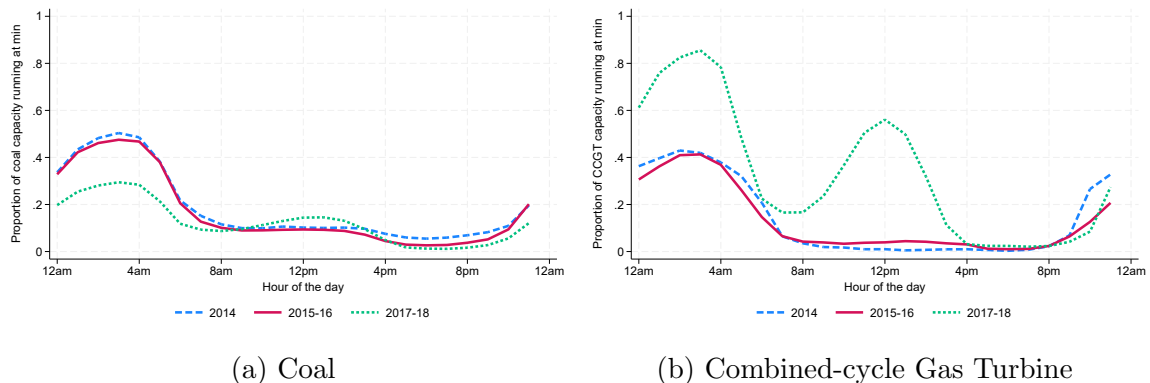 Proportion of coal capacity running at min
1
.8
.6
.4
.2
0
12am 4am 8am 12pm 4pm 8pm 12am
Hour of the day
2014 2015-16 2017-18
(a) Coal
Proportion of CCGT capacity running at min
1
.8
.6
.4
.2
0
12am 4am 8am 12pm 4pm 8pm 12am
Hour of the day
2014 2015-16 2017-18
(b) Combined-cycle Gas Turbine